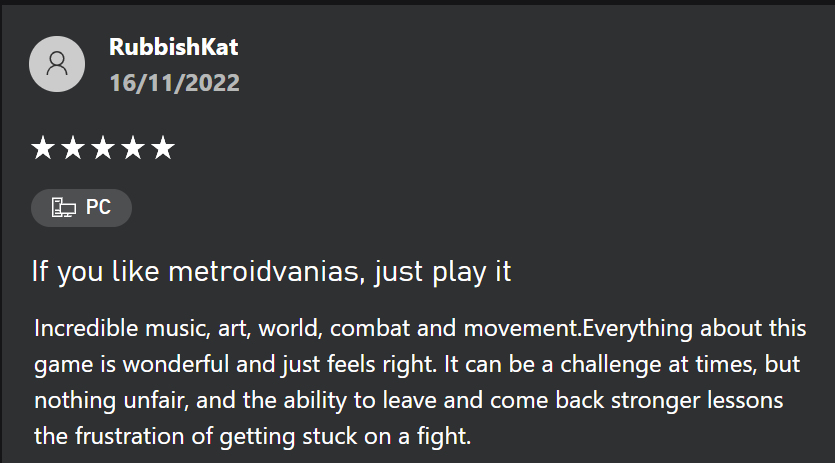 RubbishKat
16/11/2022
PC
If you like metroidvanias, just play it
Incredible music, art, world, combat and movement.Everything about this
game is wonderful and just feels right. It can be a challenge at times, but
nothing unfair, and the ability to leave and come back stronger lessons
the frustration of getting stuck on a fight.